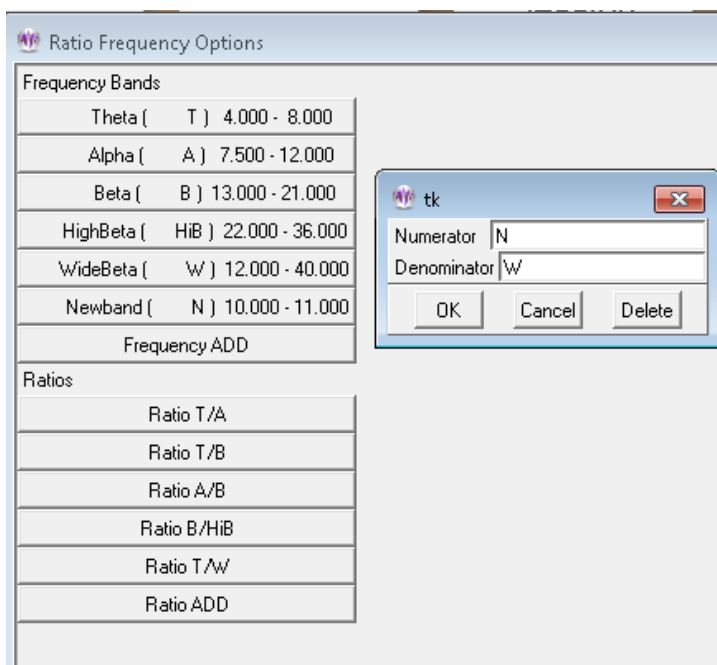 Ratio Frequency Options
Frequency Bands
Theta ( T ) 4.000 - 8.000
Alpha ( A ) 7.500 - 12.000
Beta ( B ) 13.000 - 21.000
HighBeta ( HiB ) 22.000 - 36.000
WideBeta ( W ) 12.000 - 40.000
Newband ( N ) 10.000 - 11.000
Frequency ADD
Ratios
Ratio T/A
Ratio T/B
Ratio A/B
Ratio B/HiB
Ratio T/W
Ratio ADD
tk
Numerator N
Denominator W
OK Cancel Delete